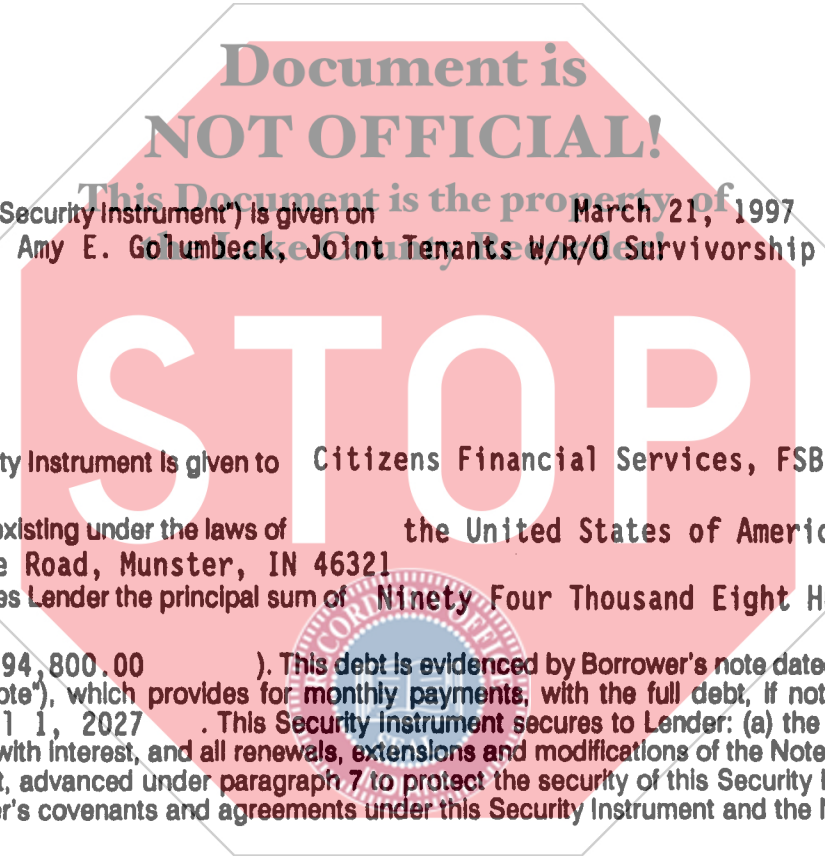 Document is
NOT OFFICIAL!
This Document is the property of
the Lake County Recorder!
Security Instrument") is given on March 21, 1997
Amy E. Golumbeck, Joint Tenants W/R/O Survivorship
STOP
ty Instrument is given to Citizens Financial Services, FSB
existing under the laws of the United States of Americ
e Road, Munster, IN 46321
es Lender the principal sum of Ninety Four Thousand Eight H
94,800.00 ). This debt is evidenced by Borrower's note date
ote"), which provides for monthly payments, with the full debt, if not
l 1, 2027 . This Security Instrument secures to Lender: (a) the
with interest, and all renewals, extensions and modifications of the Note
t, advanced under paragraph 7 to protect the security of this Security I
er's covenants and agreements under this Security Instrument and the N